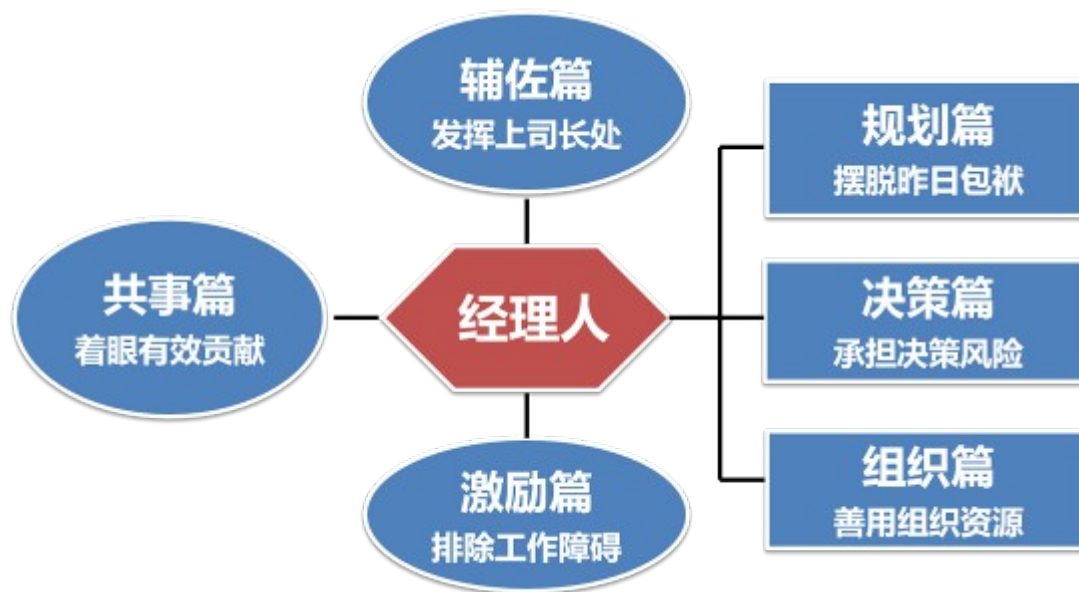 辅佐篇
发挥上司长处
规划篇
摆脱昨日包袱
共事篇
着眼有效贡献
经理人
决策篇
承担决策风险
激励篇
排除工作障碍
组织篇
善用组织资源